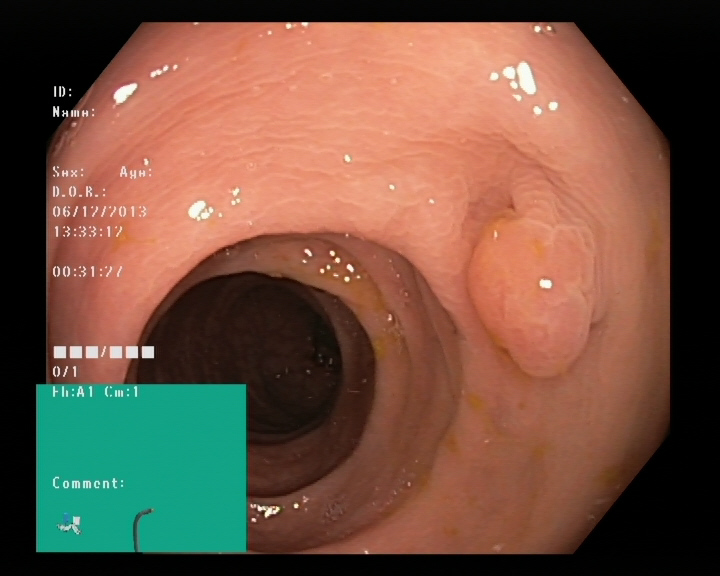 ID:
Name:
Sex: Age:
D.O.B.:
06/12/2013
13:33:12
00:31:27
■■■/■■■
0/1
Eh:A1 Cm:1
Comment: